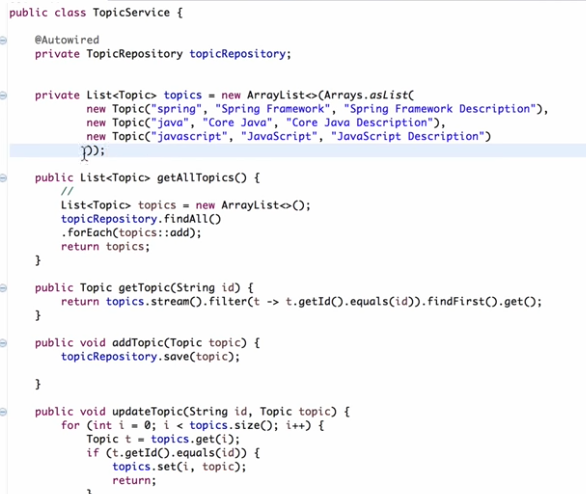 public class TopicService {
@Autowired
private TopicRepository topicRepository;
private List<Topic> topics = new ArrayList<>(Arrays.asList(
new Topic("spring", "Spring Framework", "Spring Framework Description"),
new Topic("java", "Core Java", "Core Java Description"),
new Topic("javascript", "JavaScript", "JavaScript Description")
));
public List<Topic> getAllTopics() {
//
List<Topic> topics = new ArrayList<>();
topicRepository.findAll()
.forEach(topics::add);
return topics;
}
public Topic getTopic(String id) {
return topics.stream().filter(t -> t.getId().equals(id)).findFirst().get();
}
public void addTopic(Topic topic) {
topicRepository.save(topic);
}
public void updateTopic(String id, Topic topic) {
for (int i = 0; i < topics.size(); i++) {
Topic t = topics.get(i);
if (t.getId().equals(id)) {
topics.set(i, topic);
return;
}